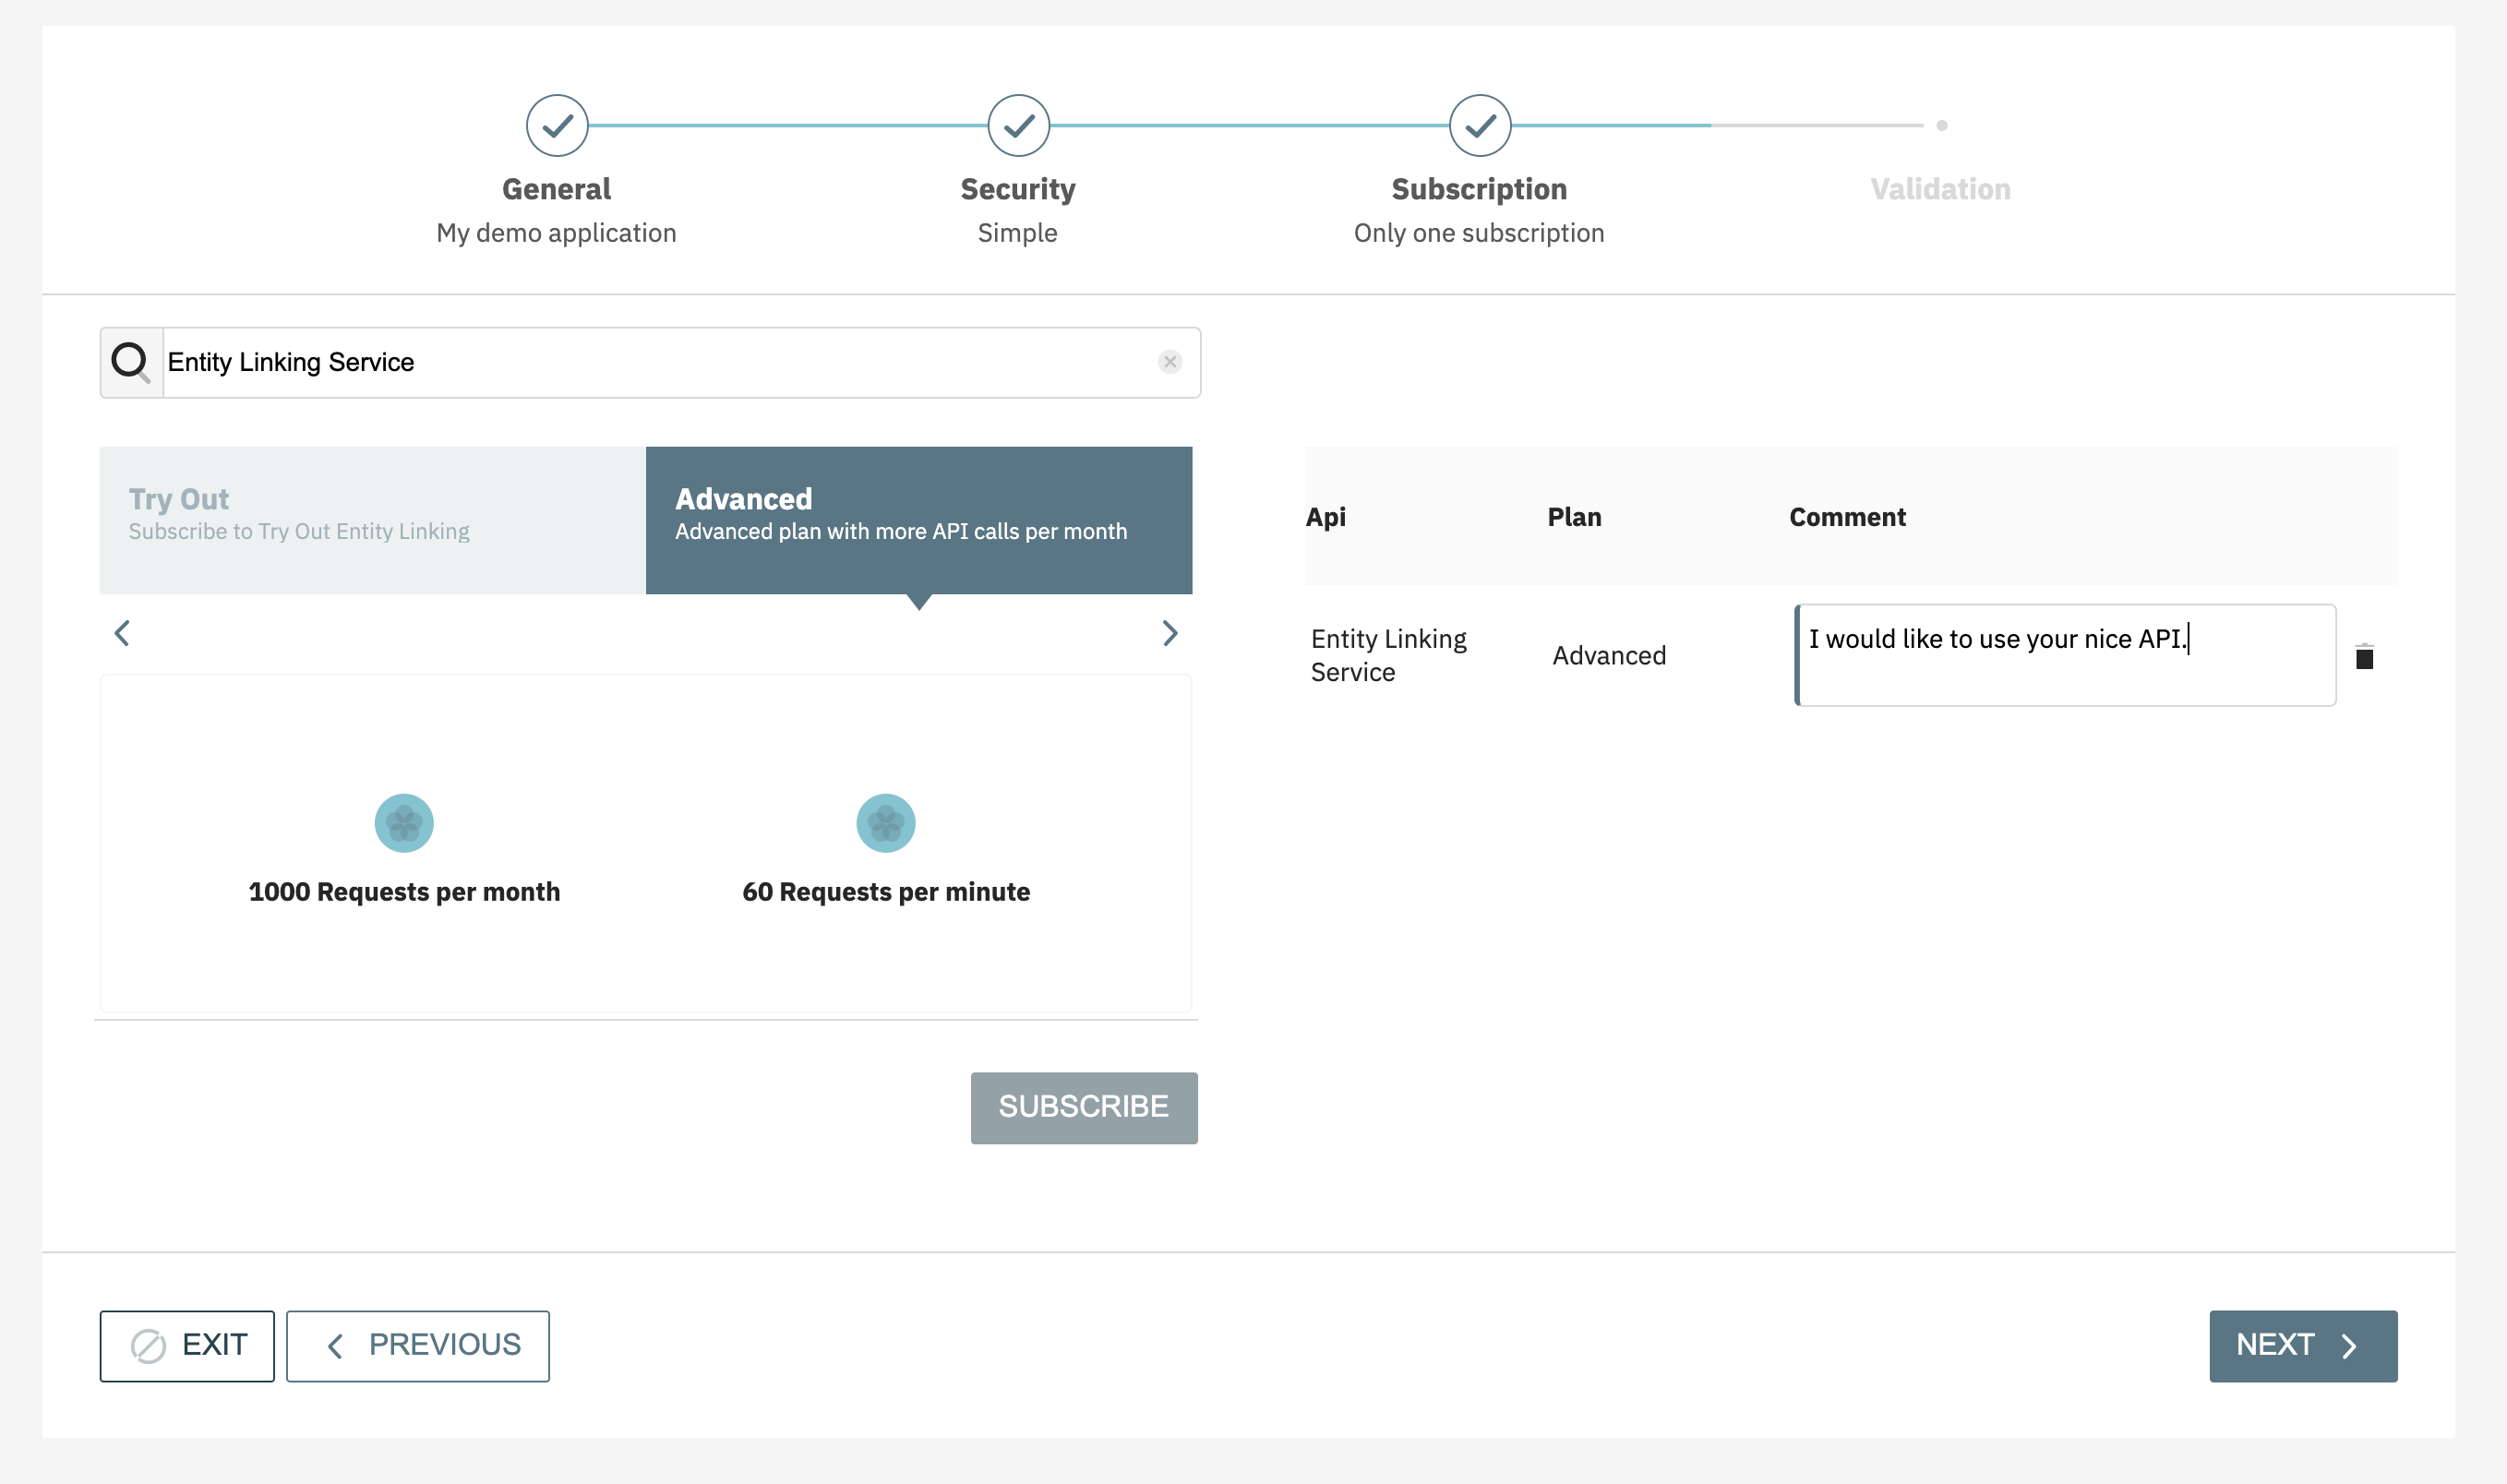 General
My demo application
Security
Simple
Subscription
Only one subscription
Validation
Entity Linking Service
Try Out
Subscribe to Try Out Entity Linking
Advanced
Advanced plan with more API calls per month
1000 Requests per month
60 Requests per minute
SUBSCRIBE
Api
Plan
Comment
Entity Linking
Service
Advanced
I would like to use your nice API.
EXIT
PREVIOUS
NEXT